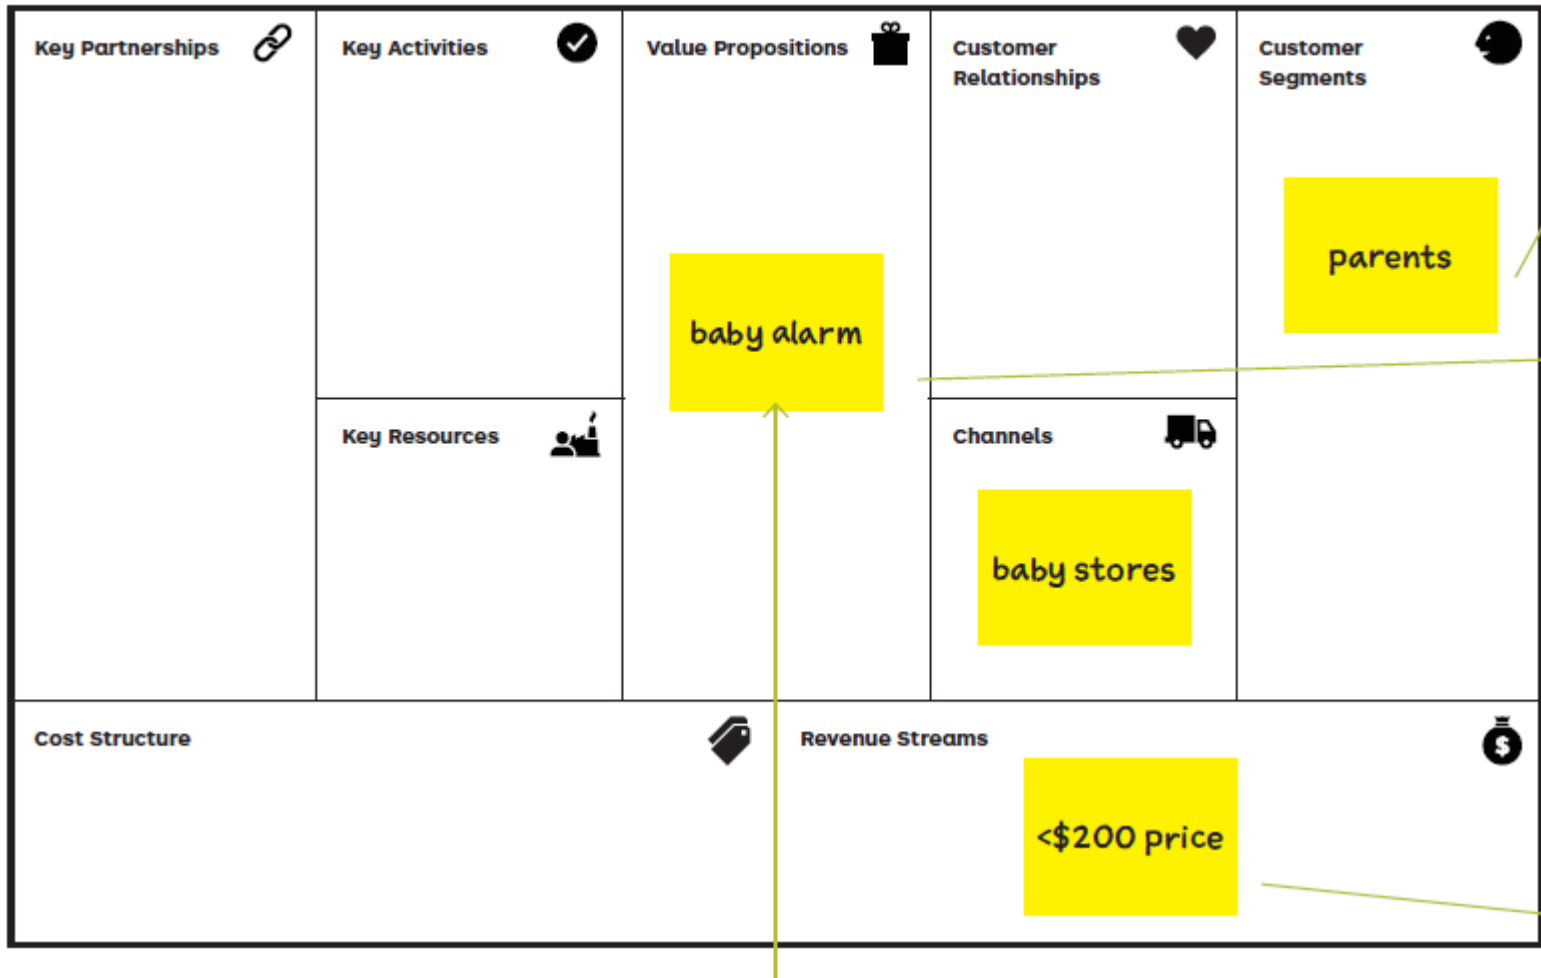 Key Partnerships
Key Activities
Value Propositions
Customer
Relationships
Customer
Segments
parents
baby alarm
Key Resources
Channels
baby stores
Cost Structure
Revenue Streams
$
<$200 price